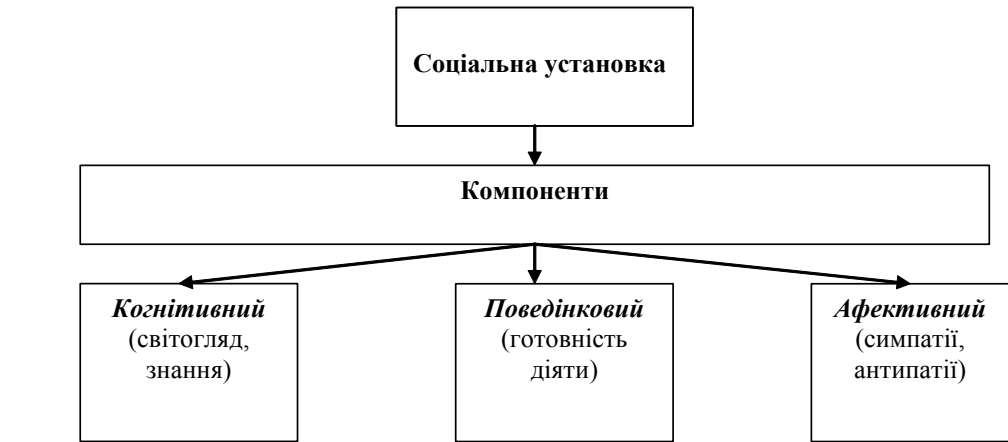 Соціальна установка
Компоненти
Когнітивний
(світогляд,
знання)
Поведінковий
(готовність
діяти)
Афективний
(симпатії,
антипатії)